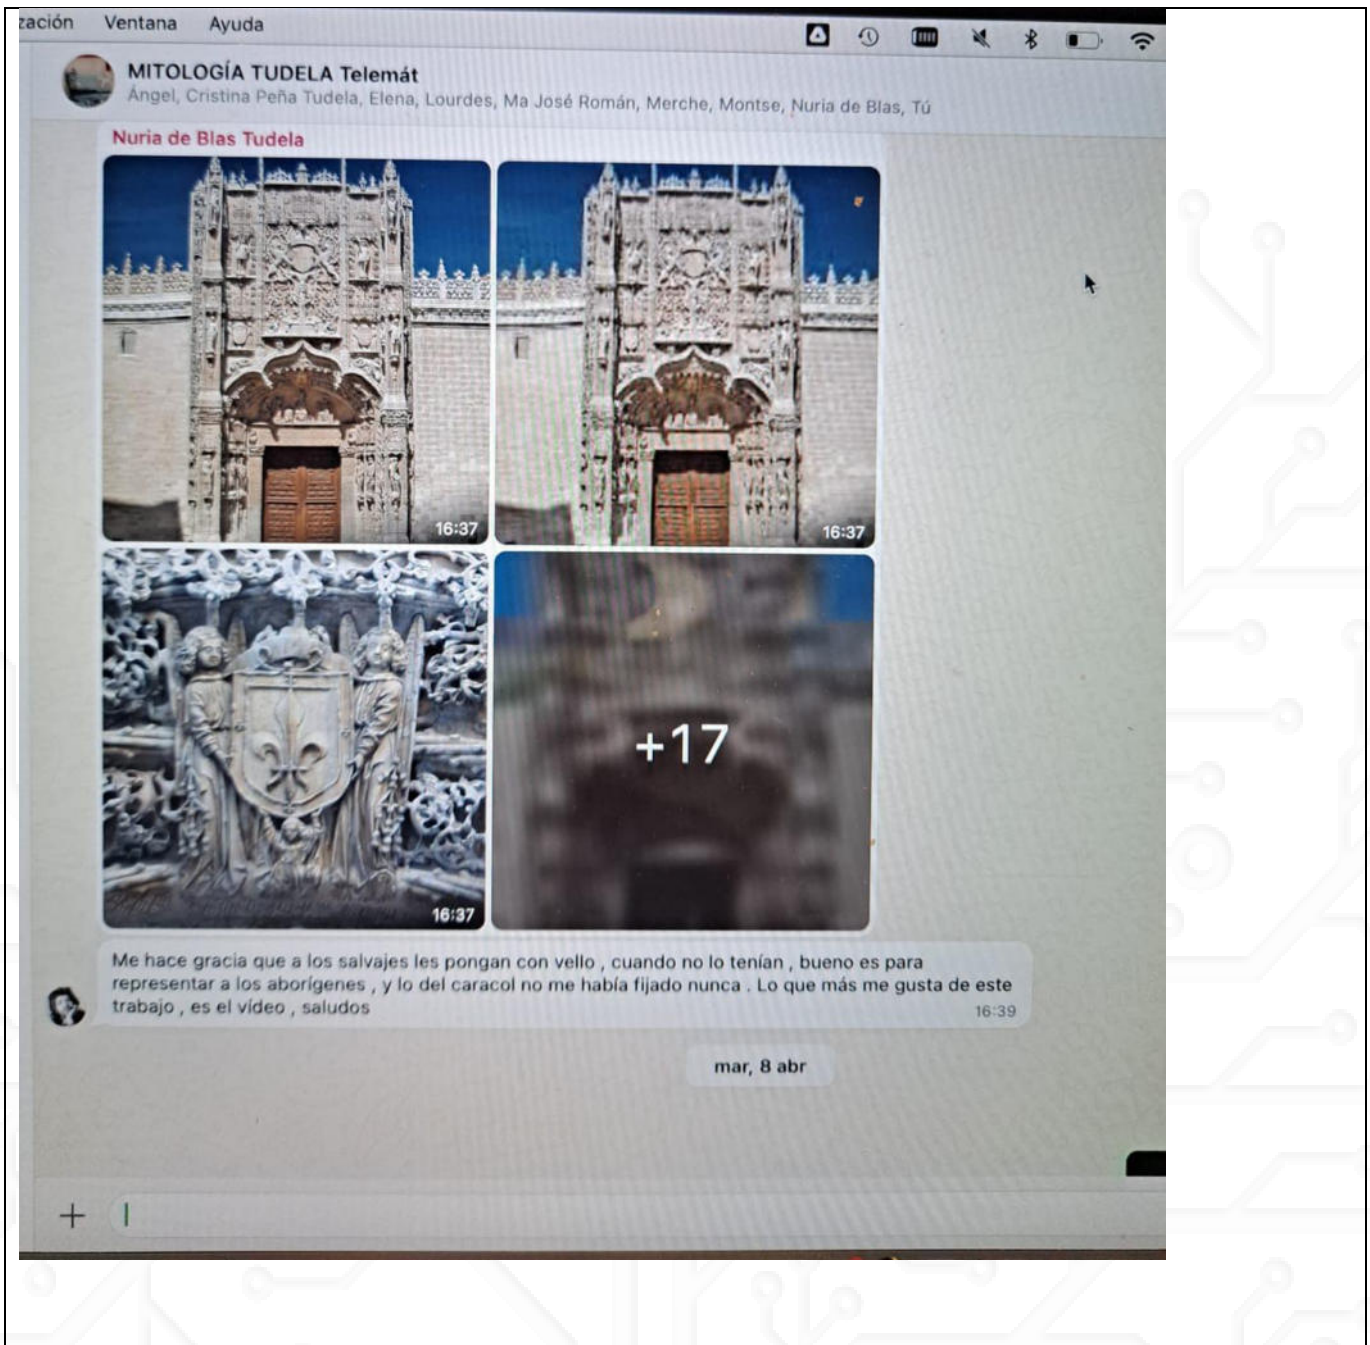 zación Ventana Ayuda
MITOLOGÍA TUDELA Telemát
Ángel, Cristina Peña Tudela, Elena, Lourdes, Ma José Román, Merche, Montse, Nuria de Blas, Tú
Nuria de Blas Tudela
16:37
16:37
16:37
+17
Me hace gracia que a los salvajes les pongan con vello , cuando no lo tenían , bueno es para
representar a los aborígenes , y lo del caracol no me había fijado nunca . Lo que más me gusta de este
trabajo , es el vídeo , saludos
16:39
mar, 8 abr